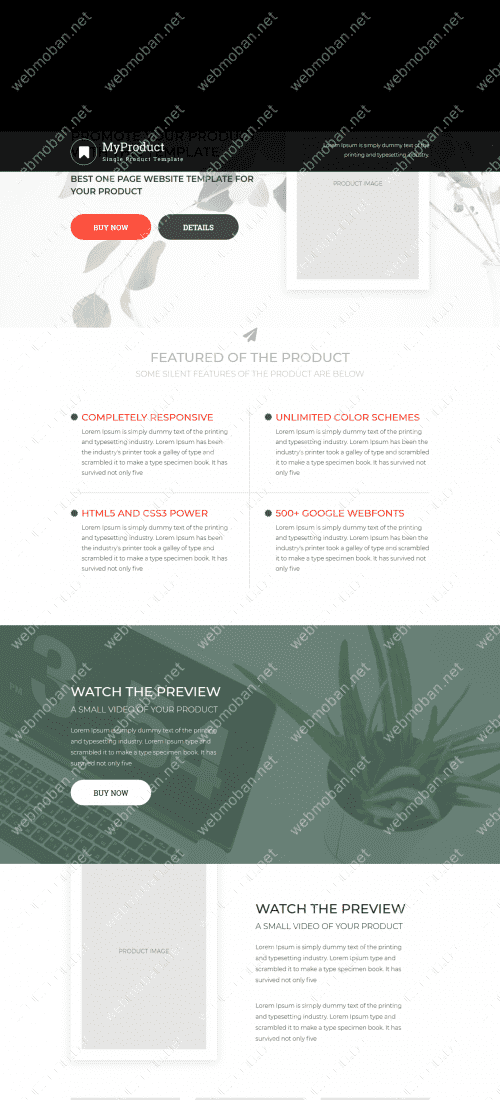 PROMOTE YOUR PRODUCT
MyProduct
Single Product Template
Lorem Ipsum is simply dummy text of the
printing and typesetting industry.
BEST ONE PAGE WEBSITE TEMPLATE FOR
YOUR PRODUCT
BUY NOW
DETAILS
PRODUCT IMAGE
FEATURED OF THE PRODUCT
SOME SILENT FEATURES OF THE PRODUCT ARE BELOW
COMPLETELY RESPONSIVE
Lorem Ipsum is simply dummy text of the printing
and typesetting industry. Lorem Ipsum has been
the industry's printer took a galley of type and
scrambled it to make a type specimen book. It has
survived not only five
UNLIMITED COLOR SCHEMES
Lorem Ipsum is simply dummy text of the printing
and typesetting industry. Lorem Ipsum has been the
industry's printer took a galley of type and scrambled
it to make a type specimen book. It has survived
not only five
HTML5 AND CSS3 POWER
Lorem Ipsum is simply dummy text of the printing
and typesetting industry. Lorem Ipsum has been
the industry's printer took a galley of type and
scrambled it to make a type specimen book. It has
survived not only five
500+ GOOGLE WEBFONTS
Lorem Ipsum is simply dummy text of the printing
and typesetting industry. Lorem Ipsum has been the
industry's printer took a galley of type and scrambled
it to make a type specimen book. It has survived
not only five
WATCH THE PREVIEW
A SMALL VIDEO OF YOUR PRODUCT
Lorem Ipsum is simply dummy text of the printing
and typesetting industry. Lorem Ipsum type and
scrambled it to make a type specimen book. It has
survived not only five
BUY NOW
PRODUCT IMAGE
WATCH THE PREVIEW
A SMALL VIDEO OF YOUR PRODUCT
Lorem Ipsum is simply dummy text of the printing
and typesetting industry. Lorem Ipsum type and
scrambled it to make a type specimen book. It has
survived not only five
Lorem Ipsum is simply dummy text of the printing
and typesetting industry. Lorem Ipsum type and
scrambled it to make a type specimen book. It has
survived not only five
webmoban.net